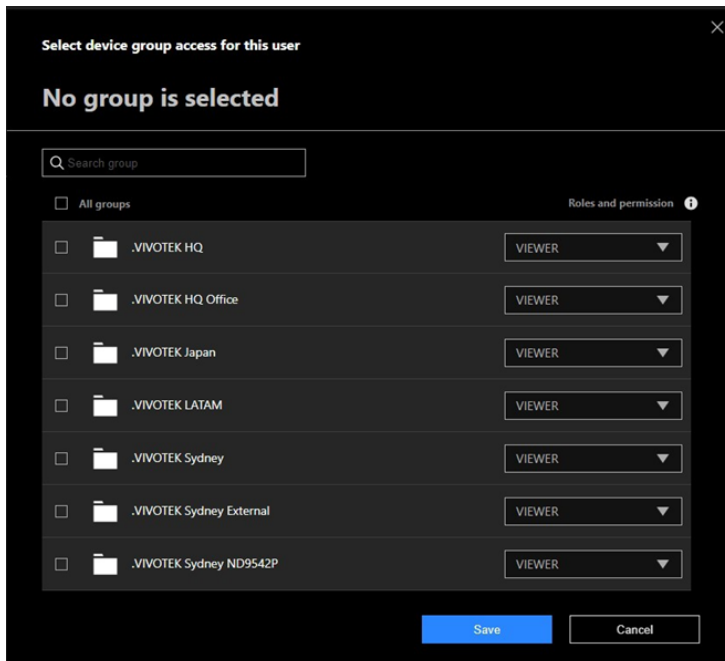 Select device group access for this user
No group is selected
Search group
All groups Roles and permission
.VIVOTEK HQ VIEWER
.VIVOTEK HQ Office VIEWER
.VIVOTEK Japan VIEWER
.VIVOTEK LATAM VIEWER
.VIVOTEK Sydney VIEWER
.VIVOTEK Sydney External VIEWER
.VIVOTEK Sydney ND9542P VIEWER
Save Cancel